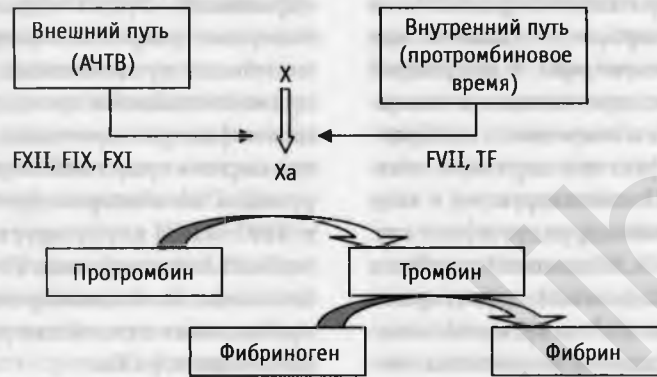 Внешний путь
(АЧТВ)
Внутренний путь
(протромбиновое
время)
X
Xa
FXII, FIX, FXI
FVII, TF
Протромбин
Тромбин
Фибриноген
Фибрин